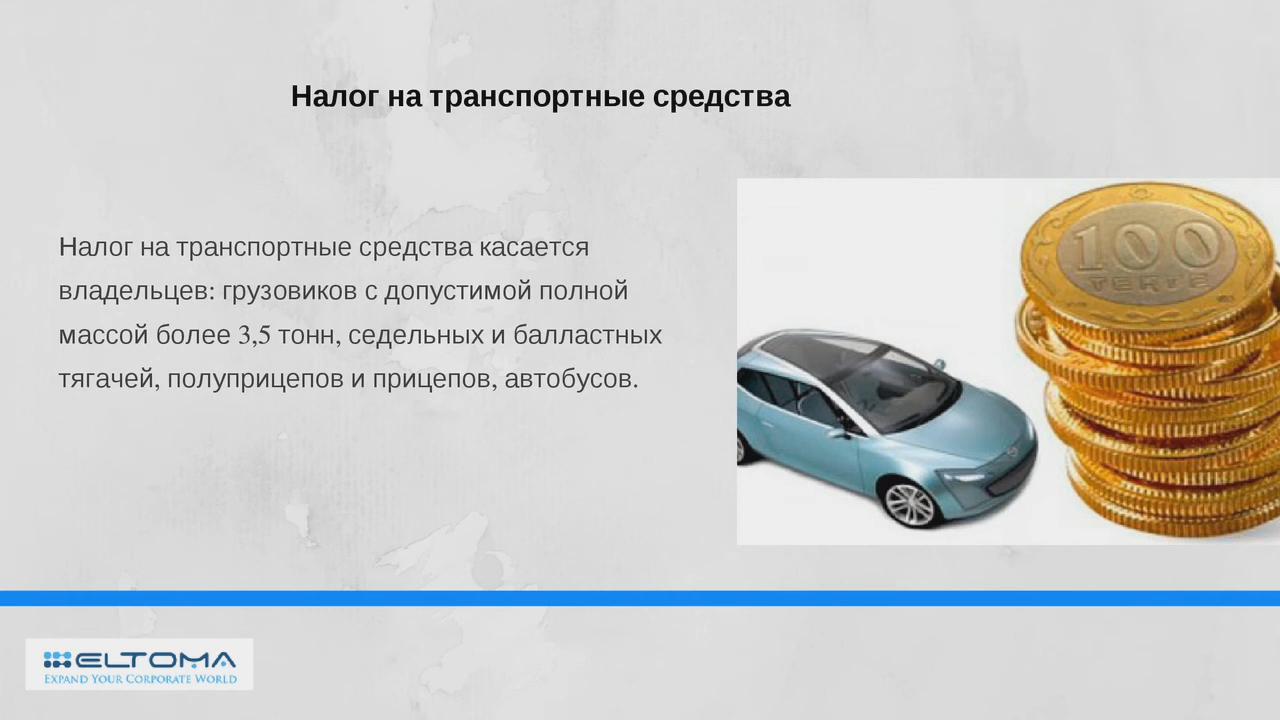 Налог на транспортные средства
Налог на транспортные средства касается
владельцев: грузовиков с допустимой полной
массой более 3,5 тонн, седельных и балластных
тягачей, полуприцепов и прицепов, автобусов.
100
ТЕҢГЕ
ELTOMA
EXPAND YOUR CORPORATE WORLD